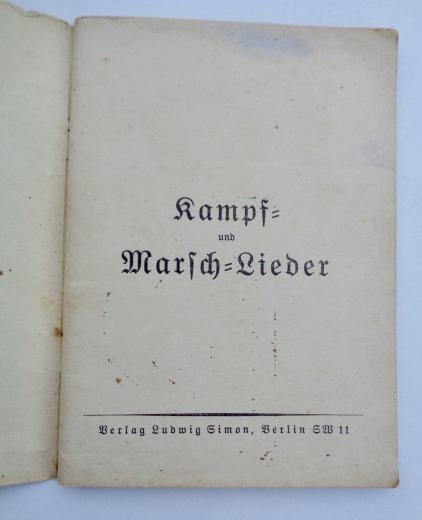 Kampf=
und
Marſch=Lieder
Verlag Ludwig Simon, Berlin SW 11